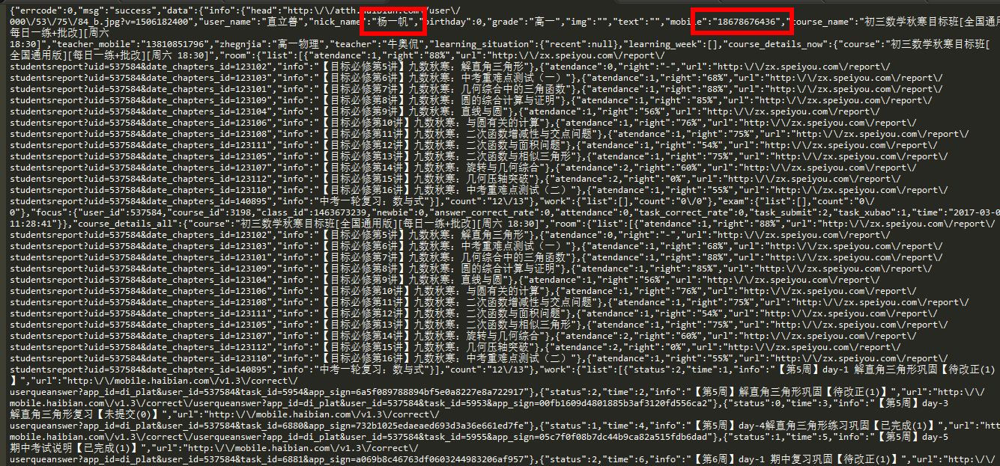 {"errcode":0,"msg":"success","data":{"info":{"head":"http:\/\/atth.haibian.com\/user\/
000\/53\/75\/84_b.jpg?v=1506182400","user_name":"直立兽","nick_name":"杨一帆","birthday":0,"grade":"高一","img":"","text":"","mobile":"18678676436","course_name":"初三数学秋寒目标班[全国通用
每日一练+批改][周六
18:30]","teacher_mobile":"13810851796","zhegnjia":"高一物理","teacher":"牛奥侃","learning_situation":{"recent":null},"learning_week":[],"course_details_now":{"course":"初三数学秋寒目标班[
全国通用版][每日一练+批改][周六 18:30]","room":{"list":[{"atendance":1,"right":"88%","url":"http:\/\/zx.speiyou.com\/report\/
studentsreport?uid=537584&date_chapters_id=123102","info":"【目标必修第5讲】九数秋寒：解直角三角形"},{"atendance":0,"right":"-","url":"http:\/\/zx.speiyou.com\/report\/
studentsreport?uid=537584&date_chapters_id=123103","info":"【目标必修第6讲】九数秋寒：中考重难点测试（一）"},{"atendance":1,"right":"68%","url":"http:\/\/zx.speiyou.com\/report\/
studentsreport?uid=537584&date_chapters_id=123101","info":"【目标必修第7讲】九数秋寒：几何综合中的三角函数"},{"atendance":1,"right":"88%","url":"http:\/\/zx.speiyou.com\/report\/
studentsreport?uid=537584&date_chapters_id=123109","info":"【目标必修第8讲】九数秋寒：圆的综合计算与证明"},{"atendance":1,"right":"85%","url":"http:\/\/zx.speiyou.com\/report\/
studentsreport?uid=537584&date_chapters_id=123104","info":"【目标必修第9讲】九数秋寒：直线与圆"},{"atendance":1,"right":"56%","url":"http:\/\/zx.speiyou.com\/report\/
studentsreport?uid=537584&date_chapters_id=123106","info":"【目标必修第10讲】九数秋寒：与圆有关的计算"},{"atendance":1,"right":"76%","url":"http:\/\/zx.speiyou.com\/report\/
studentsreport?uid=537584&date_chapters_id=123108","info":"【目标必修第11讲】九数秋寒：二次函数增减性与交点问题"},{"atendance":1,"right":"75%","url":"http:\/\/zx.speiyou.com\/report\/
studentsreport?uid=537584&date_chapters_id=123111","info":"【目标必修第12讲】九数秋寒：二次函数与面积问题"},{"atendance":1,"right":"54%","url":"http:\/\/zx.speiyou.com\/report\/
studentsreport?uid=537584&date_chapters_id=123105","info":"【目标必修第13讲】九数秋寒：二次函数与相似三角形"},{"atendance":1,"right":"75%","url":"http:\/\/zx.speiyou.com\/report\/
studentsreport?uid=537584&date_chapters_id=123107","info":"【目标必修第14讲】九数秋寒：旋转与几何综合"},{"atendance":2,"right":"60%","url":"http:\/\/zx.speiyou.com\/report\/
studentsreport?uid=537584&date_chapters_id=123112","info":"【目标必修第15讲】九数秋寒：几何压轴突破"},{"atendance":2,"right":"0%","url":"http:\/\/zx.speiyou.com\/report\/
studentsreport?uid=537584&date_chapters_id=123110","info":"【目标必修第16讲】九数秋寒：中考重难点测试（二）"},{"atendance":1,"right":"55%","url":"http:\/\/zx.speiyou.com\/report\/
studentsreport?uid=537584&date_chapters_id=140895","info":"中考一轮复习：数与式"}],"count":"12\/13"},"work":{"list":[],"count":"0\/0"},"exam":{"list":[],"count":"0\/
0"},"focus":{"user_id":537584,"course_id":3198,"class_id":1463673239,"newbie":0,"answer_correct_rate":0,"attendance":0,"task_correct_rate":0,"task_submit":2,"task_xubao":1,"time":"2017-03-0
11:28:41"}},"course_details_all":{"course":"初三数学秋寒目标班[全国通用版][每日一练+批改][周六 18:30]","room":{"list":[{"atendance":1,"right":"88%","url":"http:\/\/zx.speiyou.com\/report\/
studentsreport?uid=537584&date_chapters_id=123102","info":"【目标必修第5讲】九数秋寒：解直角三角形"},{"atendance":0,"right":"-","url":"http:\/\/zx.speiyou.com\/report\/
studentsreport?uid=537584&date_chapters_id=123103","info":"【目标必修第6讲】九数秋寒：中考重难点测试（一）"},{"atendance":1,"right":"68%","url":"http:\/\/zx.speiyou.com\/report\/
studentsreport?uid=537584&date_chapters_id=123101","info":"【目标必修第7讲】九数秋寒：几何综合中的三角函数"},{"atendance":1,"right":"88%","url":"http:\/\/zx.speiyou.com\/report\/
studentsreport?uid=537584&date_chapters_id=123109","info":"【目标必修第8讲】九数秋寒：圆的综合计算与证明"},{"atendance":1,"right":"85%","url":"http:\/\/zx.speiyou.com\/report\/
studentsreport?uid=537584&date_chapters_id=123104","info":"【目标必修第9讲】九数秋寒：直线与圆"},{"atendance":1,"right":"56%","url":"http:\/\/zx.speiyou.com\/report\/
studentsreport?uid=537584&date_chapters_id=123106","info":"【目标必修第10讲】九数秋寒：与圆有关的计算"},{"atendance":1,"right":"76%","url":"http:\/\/zx.speiyou.com\/report\/
studentsreport?uid=537584&date_chapters_id=123108","info":"【目标必修第11讲】九数秋寒：二次函数增减性与交点问题"},{"atendance":1,"right":"75%","url":"http:\/\/zx.speiyou.com\/report\/
studentsreport?uid=537584&date_chapters_id=123111","info":"【目标必修第12讲】九数秋寒：二次函数与面积问题"},{"atendance":1,"right":"54%","url":"http:\/\/zx.speiyou.com\/report\/
studentsreport?uid=537584&date_chapters_id=123105","info":"【目标必修第13讲】九数秋寒：二次函数与相似三角形"},{"atendance":1,"right":"75%","url":"http:\/\/zx.speiyou.com\/report\/
studentsreport?uid=537584&date_chapters_id=123107","info":"【目标必修第14讲】九数秋寒：旋转与几何综合"},{"atendance":2,"right":"60%","url":"http:\/\/zx.speiyou.com\/report\/
studentsreport?uid=537584&date_chapters_id=123112","info":"【目标必修第15讲】九数秋寒：几何压轴突破"},{"atendance":2,"right":"0%","url":"http:\/\/zx.speiyou.com\/report\/
studentsreport?uid=537584&date_chapters_id=123110","info":"【目标必修第16讲】九数秋寒：中考重难点测试（二）"},{"atendance":1,"right":"55%","url":"http:\/\/zx.speiyou.com\/report\/
studentsreport?uid=537584&date_chapters_id=140895","info":"中考一轮复习：数与式"}],"count":"12\/13"},"work":{"list":[{"status":2,"time":1,"info":"【第5周】day-1 解直角三角形巩固【待改正(1)
】","url":"http:\/\/mobile.haibian.com\/v1.3\/correct\/
userqueanswer?app_id=di_plat&user_id=537584&task_id=5954&app_sign=6a5f089788894bf5e0a8227e8a722917"},{"status":2,"time":2,"info":"【第5周】解直角三角形巩固【待改正(1)】","url":"http:\/\/
mobile.haibian.com\/v1.3\/correct\/userqueanswer?app_id=di_plat&user_id=537584&task_id=5953&app_sign=00fb1609d4801885b3af3120fd556ca2"},{"status":0,"time":3,"info":"【第5周】day-3
解直角三角形复习【未提交(0)】","url":"http:\/\/mobile.haibian.com\/v1.3\/correct\/
userqueanswer?app_id=di_plat&user_id=537584&task_id=6880&app_sign=732b1025edaeaed693d3a36e661ed7fe"},{"status":1,"time":4,"info":"【第5周】day-4解直角三角形练习巩固【已完成(1)】","url":"htt
mobile.haibian.com\/v1.3\/correct\/userqueanswer?app_id=di_plat&user_id=537584&task_id=5955&app_sign=05c7f0f08b7dc44b9ca82a515fdb6dad"},{"status":1,"time":5,"info":"【第5周】day-5
期中考试说明【已完成(1)】","url":"http:\/\/mobile.haibian.com\/v1.3\/correct\/
userqueanswer?app_id=di_plat&user_id=537584&task_id=6881&app_sign=a069b8c46763df0603244983206af957"},{"status":2,"time":6,"info":"【第6周】day-1 期中复习巩固【待改正(1)】","url":"http:\/\/